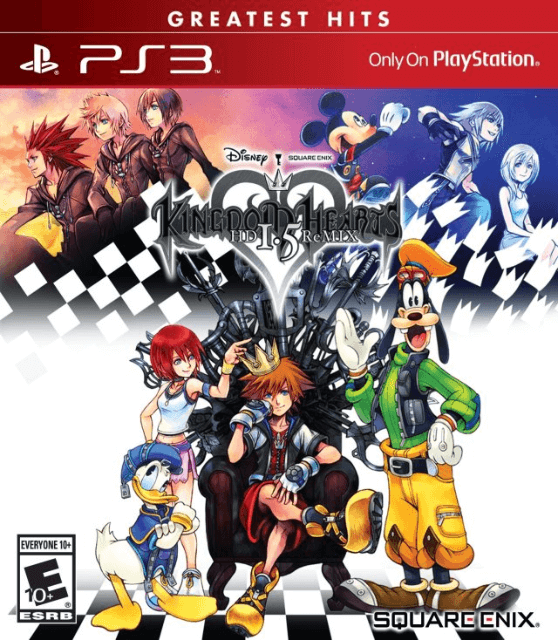 GREATEST HITS
PS3™
Only On PlayStation®
Disney SQUARE ENIX
KINGDOM HEARTS
HD 1.5 ReMIX
EVERYONE 10+
E
10+
®
ESRB
SQUARE ENIX®